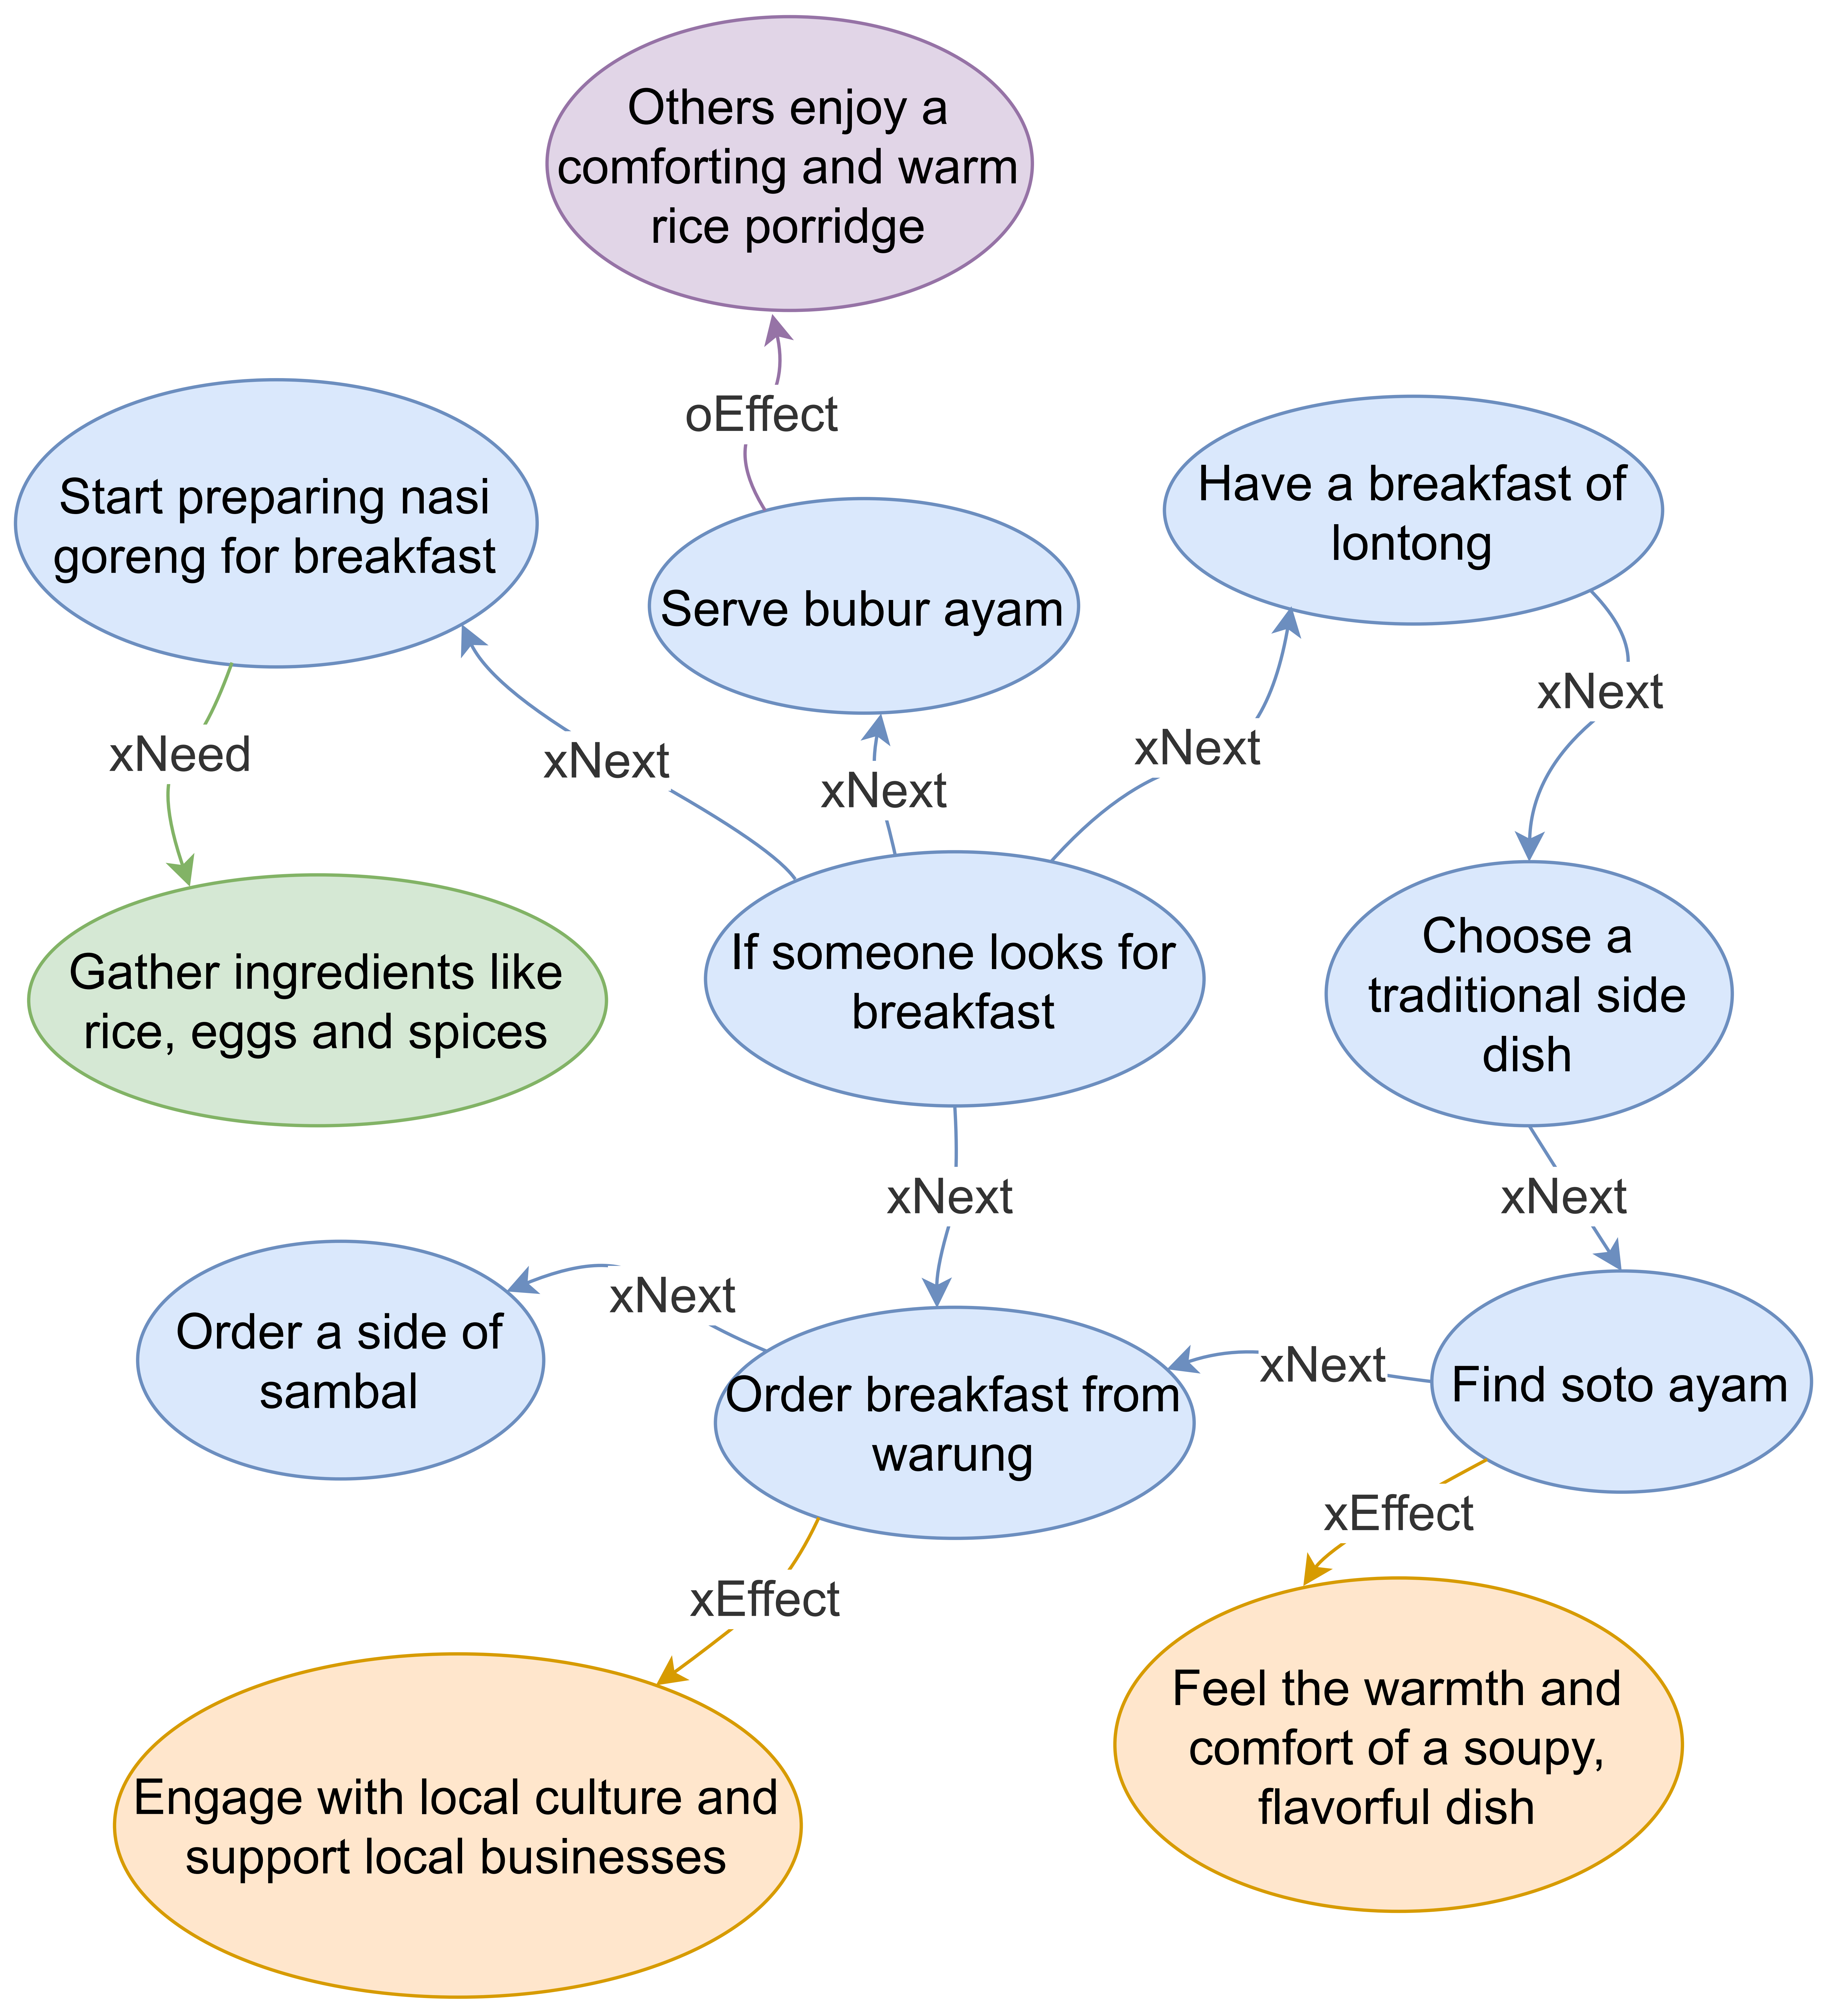 Others enjoy a
comforting and warm
rice porridge
oEffect
Start preparing nasi
goreng for breakfast
Serve bubur ayam
Have a breakfast of
lontong
xNext
xNeed
xNext
xNext
xNext
Gather ingredients like
rice, eggs and spices
If someone looks for
breakfast
Choose a
traditional side
dish
xNext
xNext
Order a side of
sambal
xNext
Order breakfast from
warung
xNext
Find soto ayam
xEffect
xEffect
Engage with local culture and
support local businesses
Feel the warmth and
comfort of a soupy,
flavorful dish